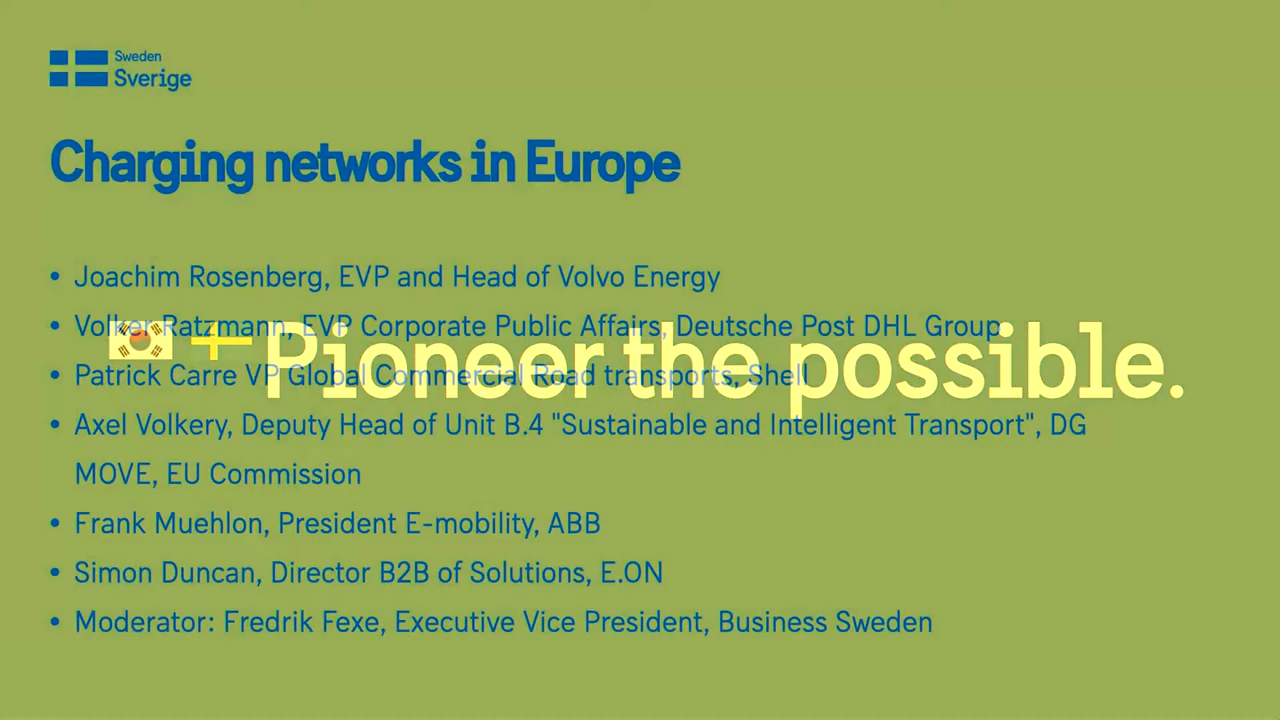 Sweden
Sverige
Charging networks in Europe
• Joachim Rosenberg, EVP and Head of Volvo Energy
• Volker Ratzmann, EVP Corporate Public Affairs, Deutsche Post DHL Group
Pioneer the possible.
• Patrick Carre VP Global Commercial Road transports, Shell
• Axel Volkery, Deputy Head of Unit B.4 "Sustainable and Intelligent Transport", DG
MOVE, EU Commission
• Frank Muehlon, President E-mobility, ABB
• Simon Duncan, Director B2B of Solutions, E.ON
• Moderator: Fredrik Fexe, Executive Vice President, Business Sweden